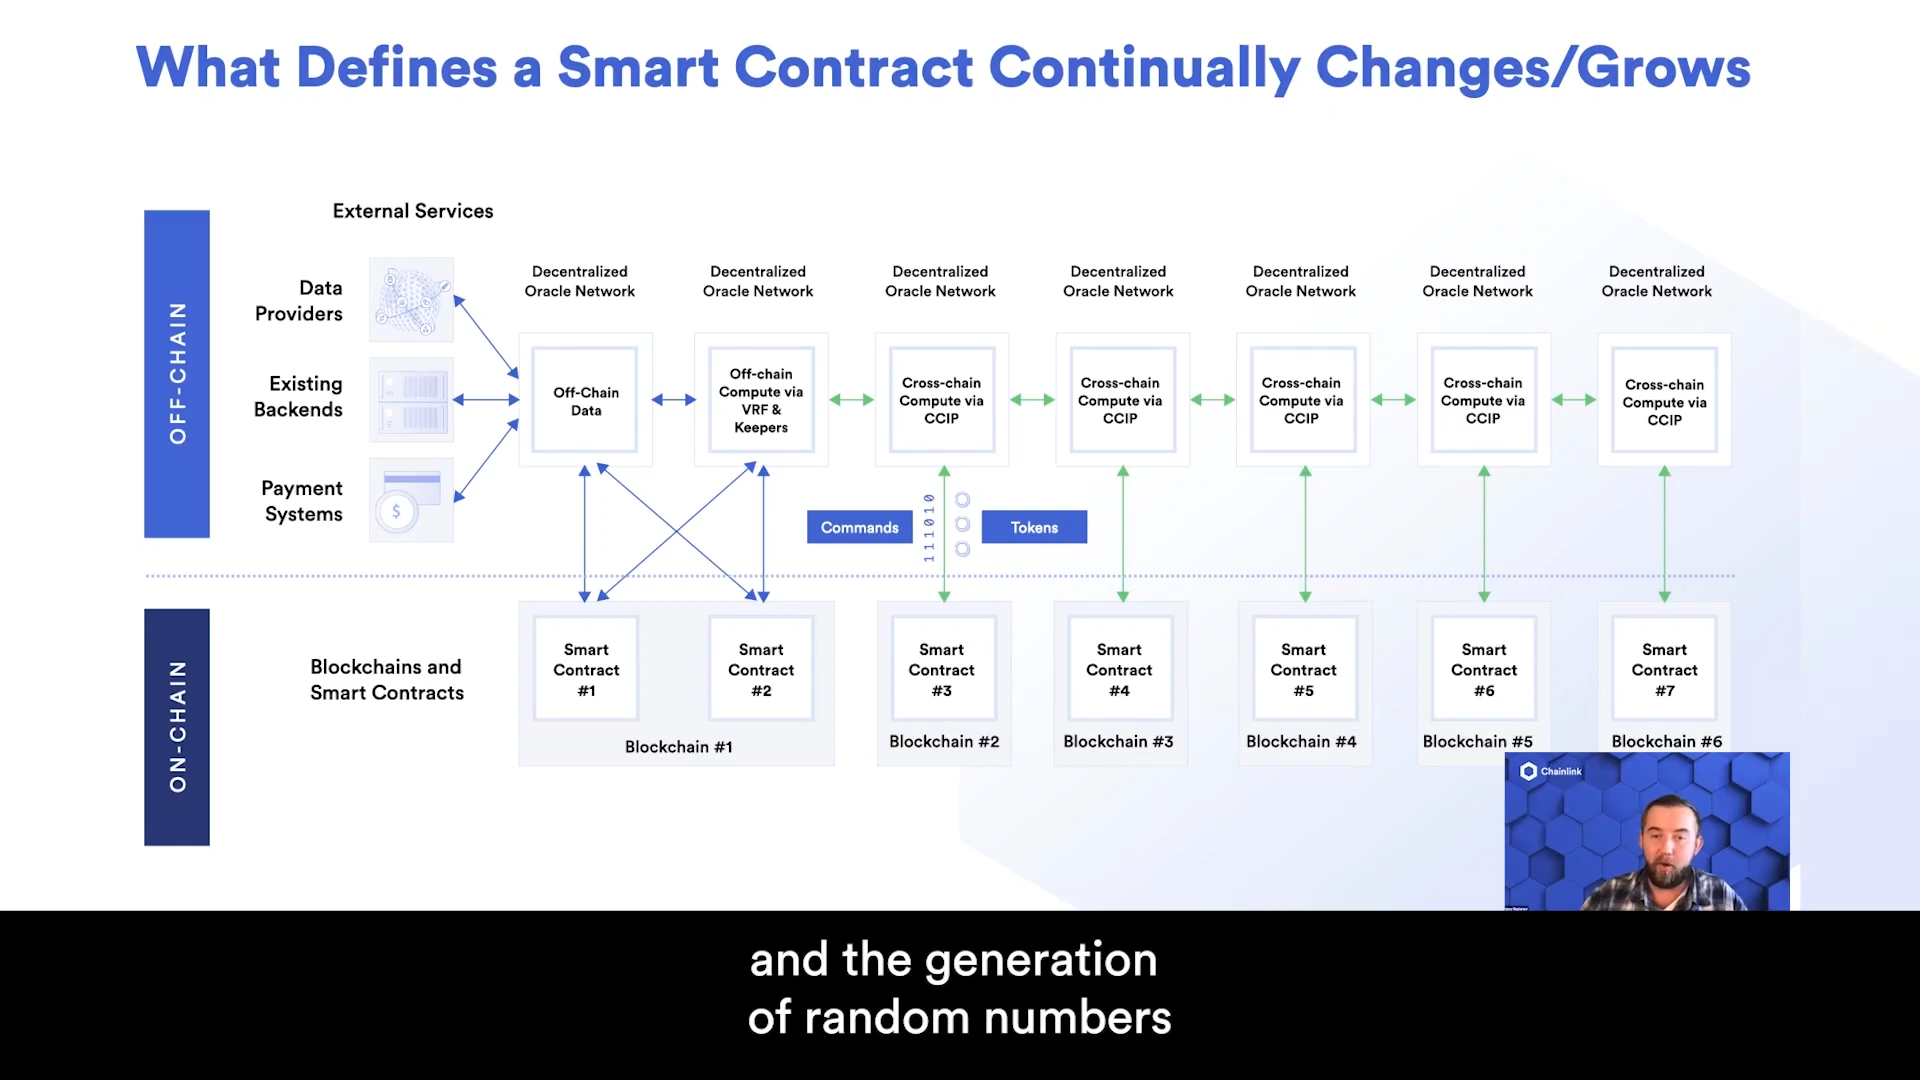 What Defines a Smart Contract Continually Changes/Grows
OFF-CHAIN
External Services
Data
Providers
Existing
Backends
Payment
Systems
$
Decentralized
Oracle Network
Decentralized
Oracle Network
Decentralized
Oracle Network
Decentralized
Oracle Network
Decentralized
Oracle Network
Decentralized
Oracle Network
Decentralized
Oracle Network
Off-Chain
Data
Off-chain
Compute via
VRF &
Keepers
Cross-chain
Compute via
CCIP
Cross-chain
Compute via
CCIP
Cross-chain
Compute via
CCIP
Cross-chain
Compute via
CCIP
Cross-chain
Compute via
CCIP
Commands
111010
Tokens
ON-CHAIN
Blockchains and
Smart Contracts
Smart
Contract
#1
Smart
Contract
#2
Blockchain #1
Smart
Contract
#3
Blockchain #2
Smart
Contract
#4
Blockchain #3
Smart
Contract
#5
Blockchain #4
Smart
Contract
#6
Blockchain #5
Smart
Contract
#7
Blockchain #6
Chainlink
and the generation
of random numbers